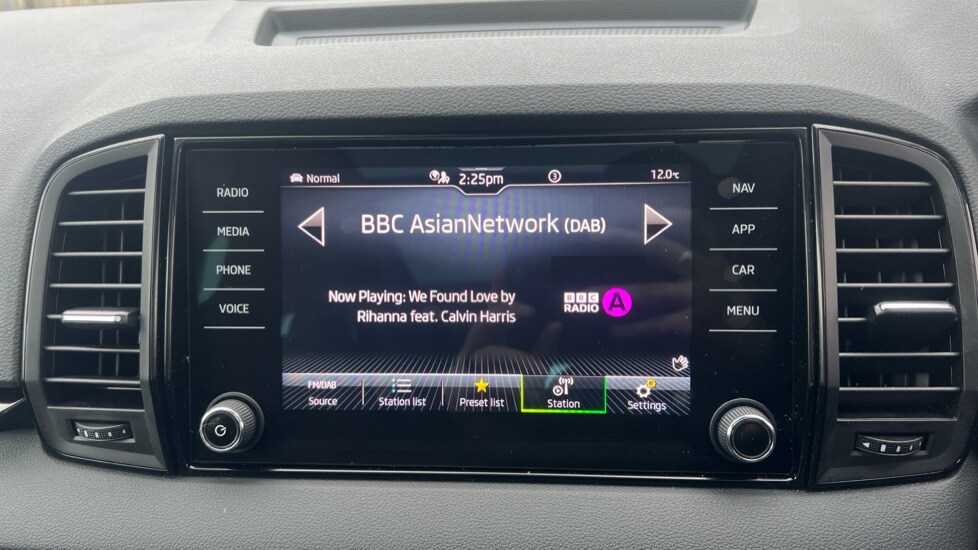 RADIO
MEDIA
PHONE
VOICE
Normal
2:25pm
3
12.0°C
BBC AsianNetwork (DAB)
Now Playing: We Found Love by
Rihanna feat. Calvin Harris
BBC
RADIO
A
FM/DAB
Source
Station list
Preset list
Station
Settings
NAV
APP
CAR
MENU